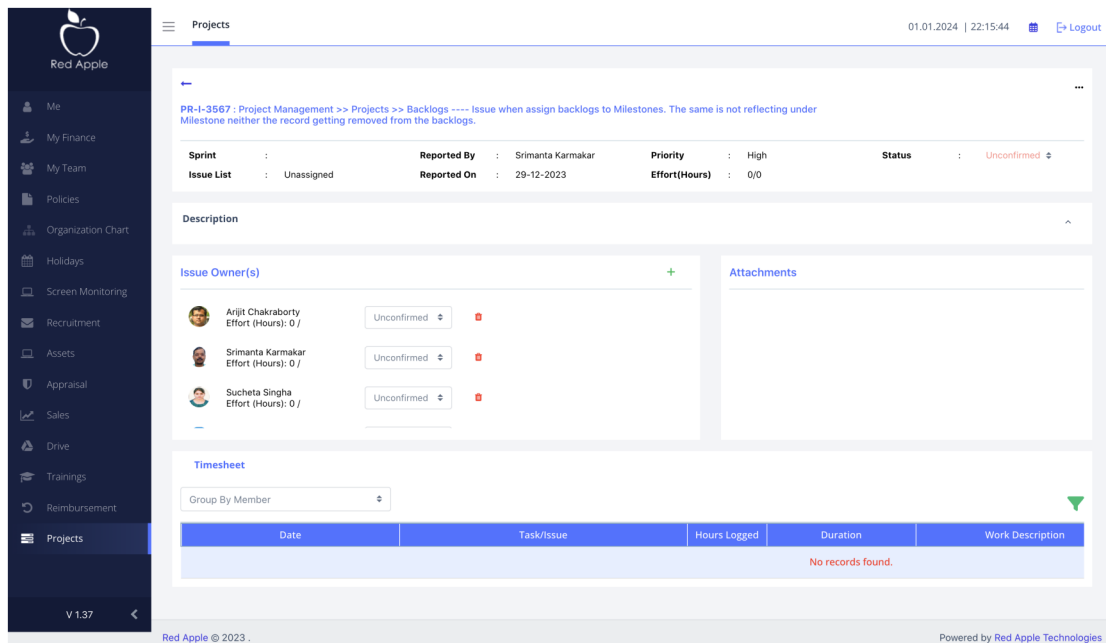 Red Apple
Projects
01.01.2024 | 22:15:44
Logout
Me
My Finance
My Team
Policies
Organization Chart
Holidays
Screen Monitoring
Recruitment
Assets
Appraisal
Sales
Drive
Trainings
Reimbursement
Projects
V 1.37
PR-I-3567 : Project Management >> Projects >> Backlogs ---- Issue when assign backlogs to Milestones. The same is not reflecting under
Milestone neither the record getting removed from the backlogs.
Sprint : Reported By : Srimanta Karmakar Priority : High Status : Unconfirmed
Issue List : Unassigned Reported On : 29-12-2023 Effort(Hours) : 0/0
Description
Issue Owner(s)
Arijit Chakraborty
Effort (Hours): 0 /
Unconfirmed
Srimanta Karmakar
Effort (Hours): 0 /
Unconfirmed
Sucheta Singha
Effort (Hours): 0 /
Unconfirmed
Attachments
Timesheet
Group By Member
Date Task/Issue Hours Logged Duration Work Description
No records found.
Red Apple © 2023 .
Powered by Red Apple Technologies